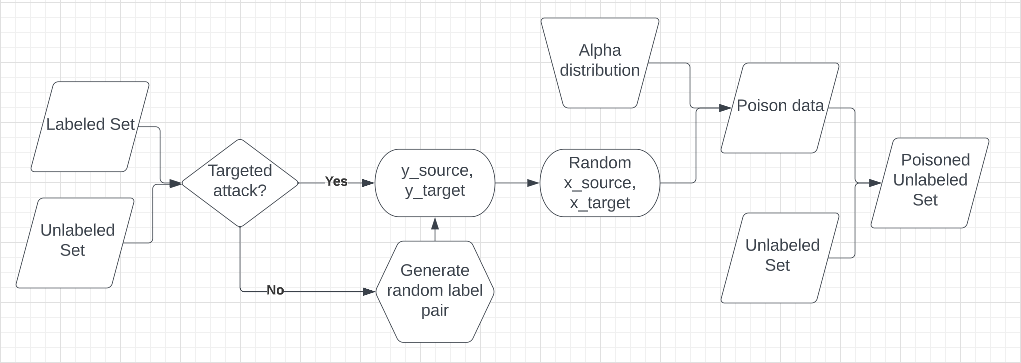 Labeled Set
Unlabeled
Set
Targeted
attack?
Yes
No
y_source,
y_target
Generate
random label
pair
Random
x_source,
x_target
Alpha
distribution
Poison data
Unlabeled
Set
Poisoned
Unlabeled
Set